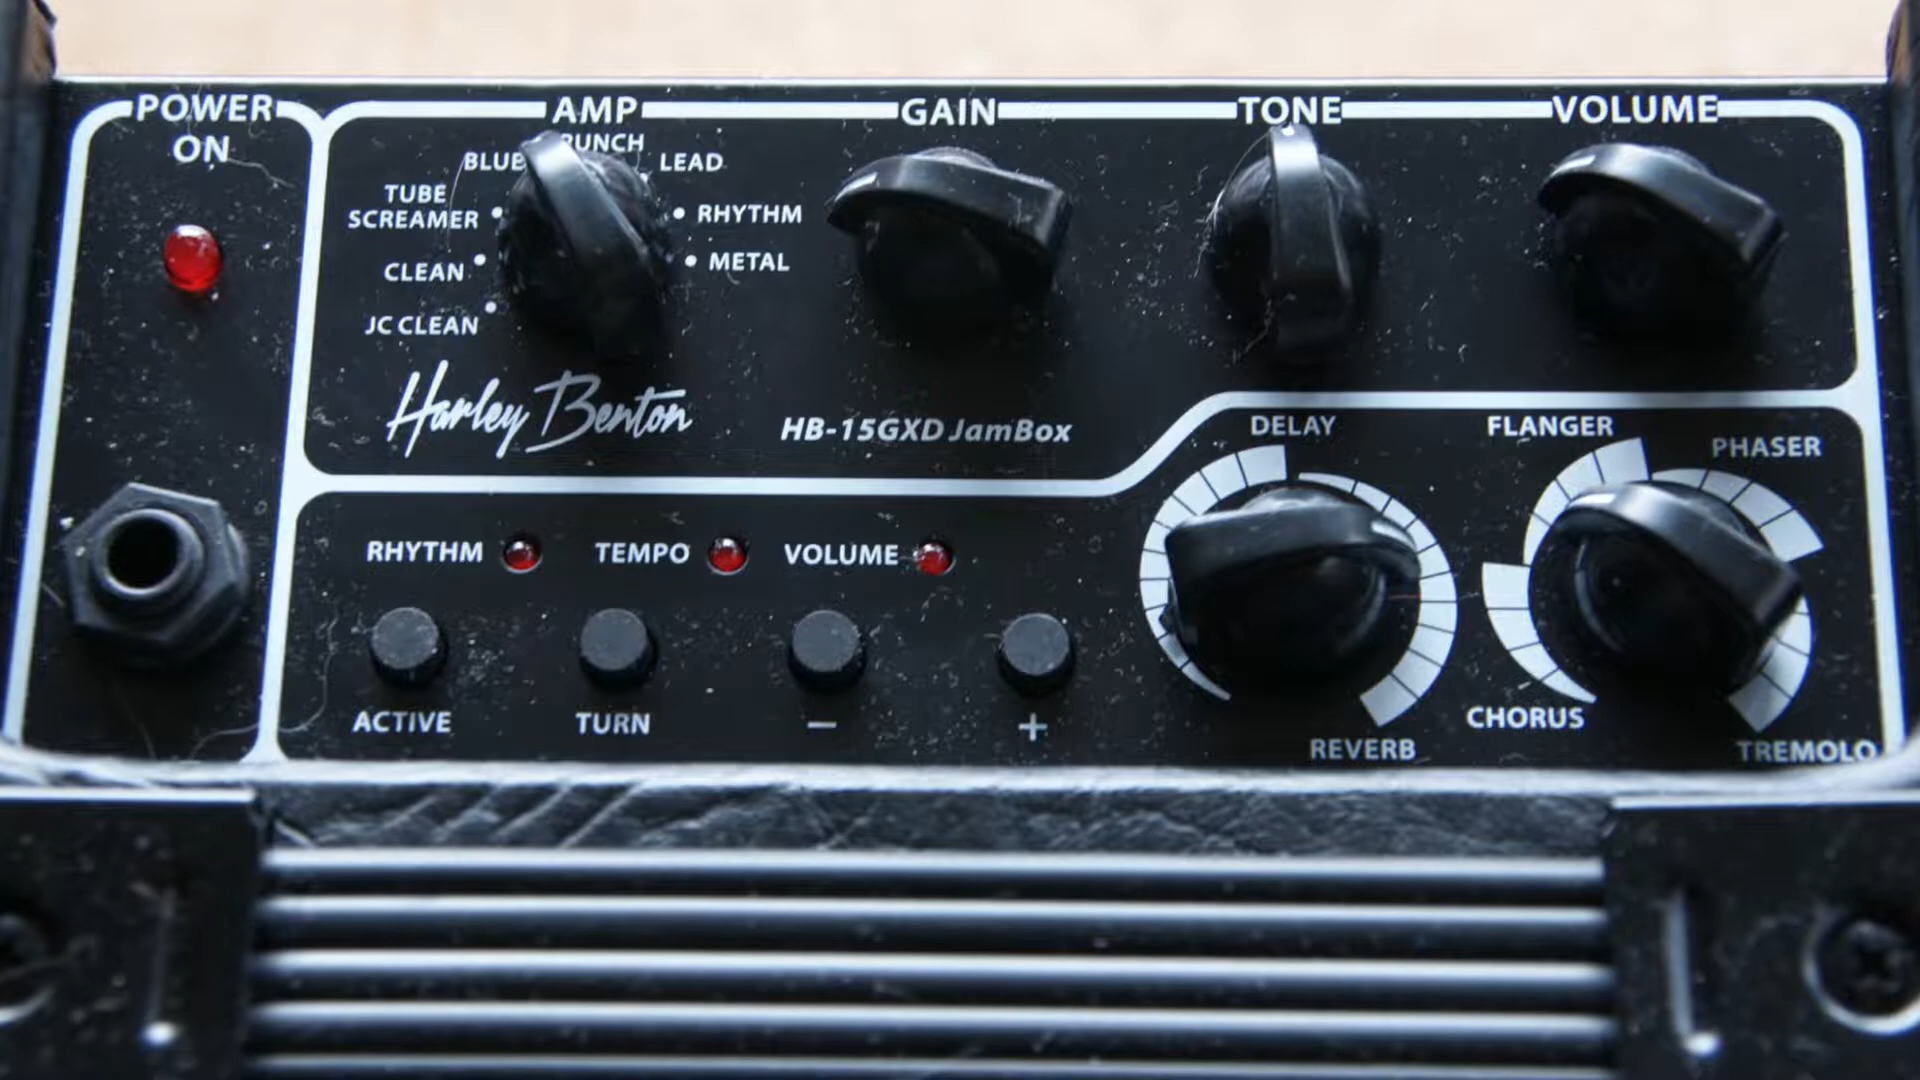 POWER
ON
AMP
GAIN
TONE
VOLUME
LEAD
TUBE
SCREAMER
RHYTHM
CLEAN
METAL
JC CLEAN
Harley Benton
HB-15GXD JamBox
DELAY
FLANGER
PHASER
RHYTHM
TEMPO
VOLUME
ACTIVE
TURN
–
+
CHORUS
REVERB
TREMOLO